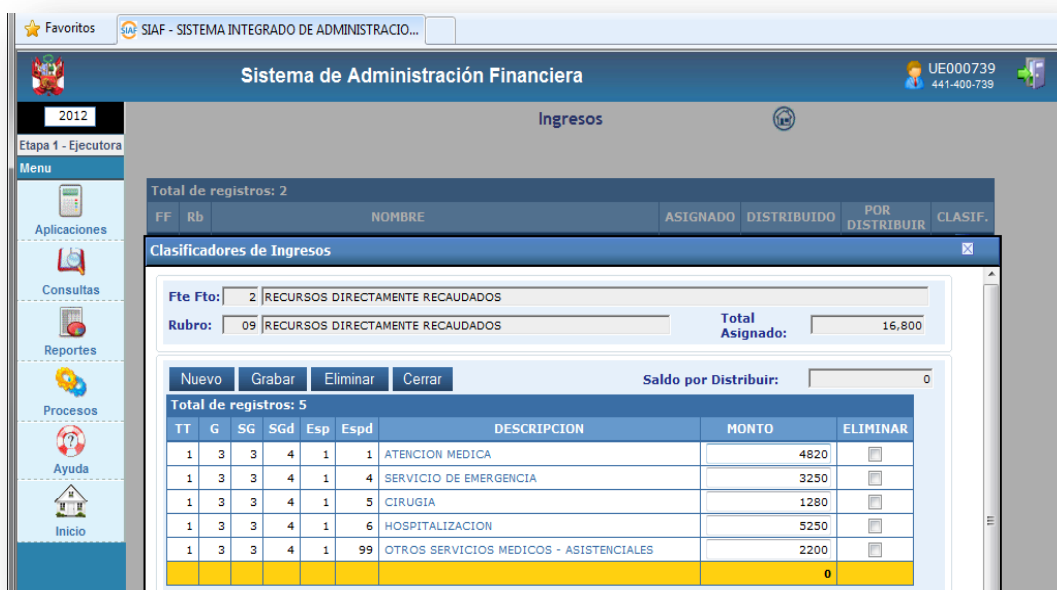 Favoritos
SIAF SIAF - SISTEMA INTEGRADO DE ADMINISTRACIO...
Sistema de Administración Financiera
UE000739
441-400-739
2012
Ingresos
Etapa 1 - Ejecutora
Menu
Aplicaciones
Consultas
Reportes
Procesos
Ayuda
Inicio
Total de registros: 2
FF Rb NOMBRE ASIGNADO DISTRIBUIDO POR DISTRIBUIR CLASIF.
Clasificadores de Ingresos
Fte Fto: 2 RECURSOS DIRECTAMENTE RECAUDADOS
Rubro: 09 RECURSOS DIRECTAMENTE RECAUDADOS Total Asignado: 16,800
Nuevo Grabar Eliminar Cerrar Saldo por Distribuir: 0
Total de registros: 5
TT G SG SGd Esp Espd DESCRIPCION MONTO ELIMINAR
1 3 3 4 1 1 ATENCION MEDICA 4820
1 3 3 4 1 4 SERVICIO DE EMERGENCIA 3250
1 3 3 4 1 5 CIRUGIA 1280
1 3 3 4 1 6 HOSPITALIZACION 5250
1 3 3 4 1 99 OTROS SERVICIOS MEDICOS - ASISTENCIALES 2200
0